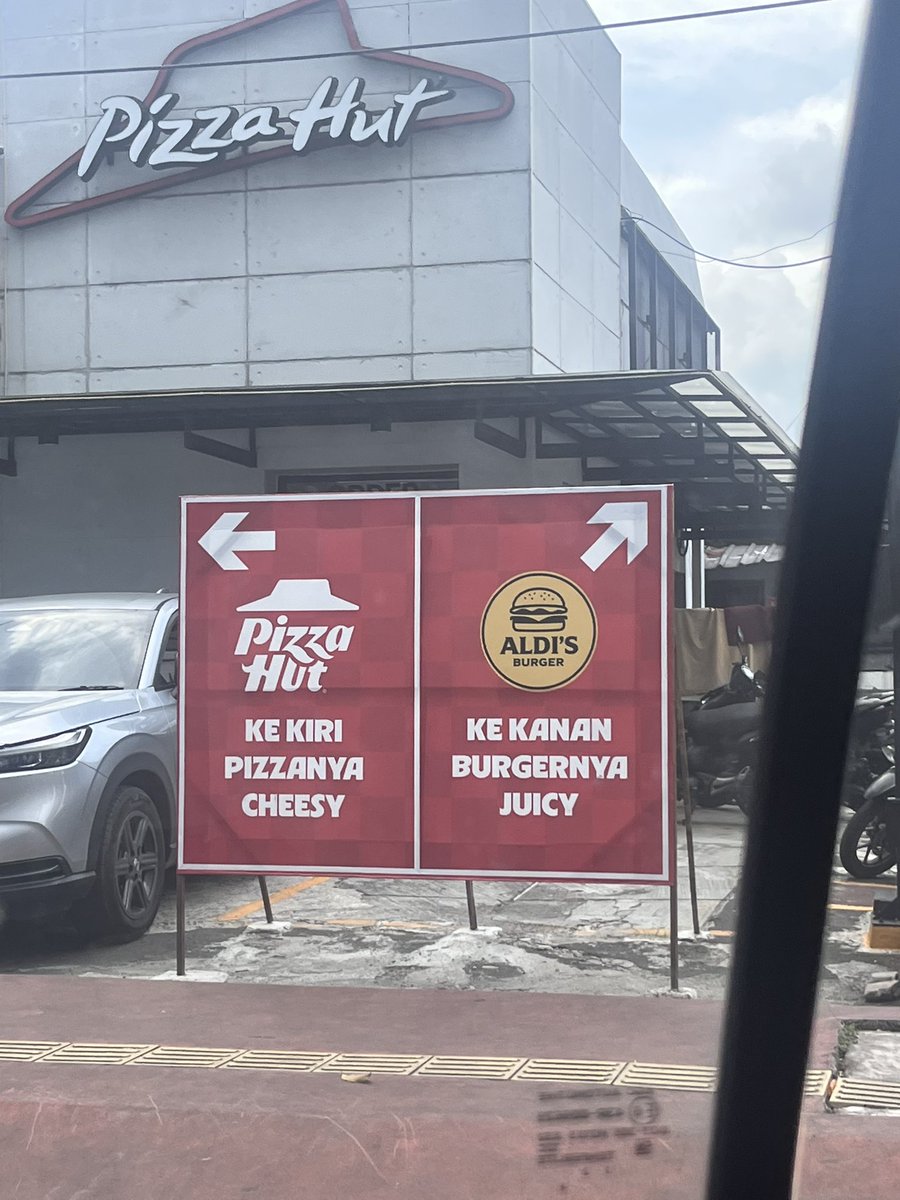 Pizza Hut
Pizza
Hut
KE KIRI
PIZZANYA
CHEESY
ALDI'S
BURGER
KE KANAN
BURGERNYA
JUICY